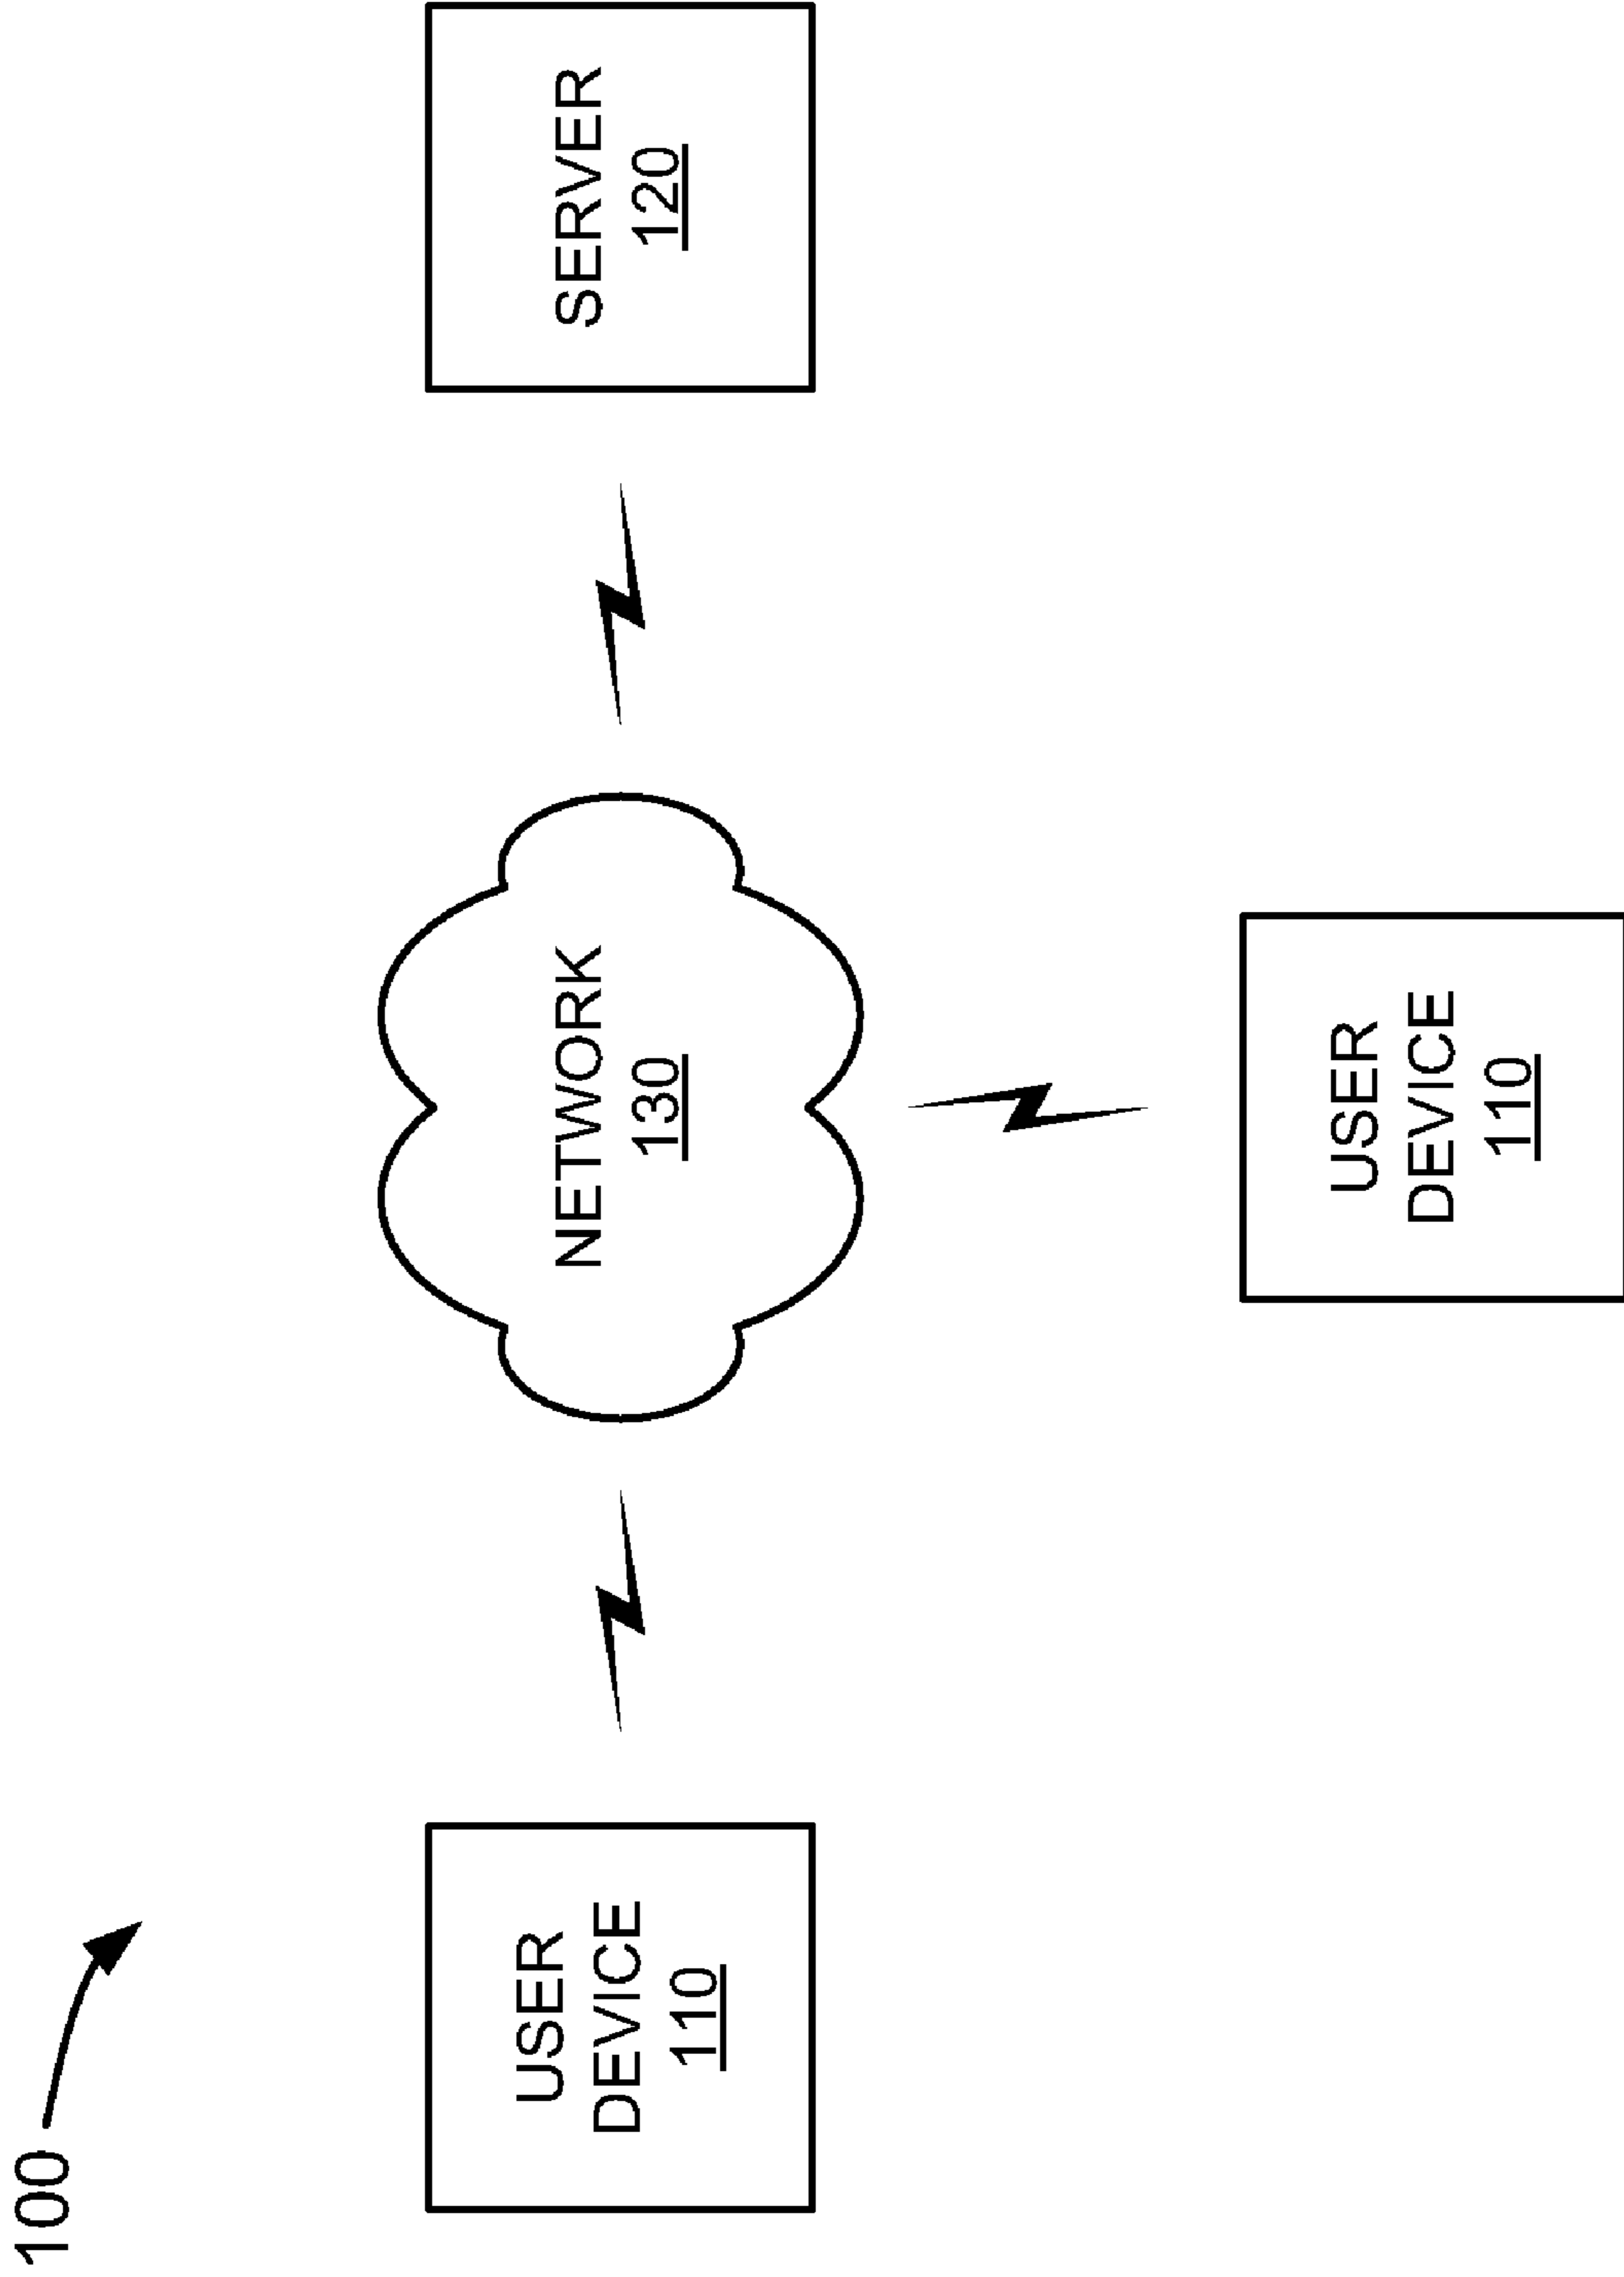 100
USER
DEVICE
110
NETWORK
130
SERVER
120
USER
DEVICE
110